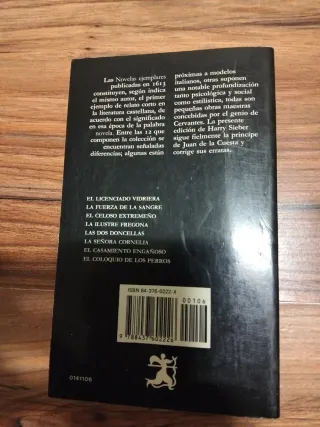 Las Novelas ejemplares
publicadas en 1613
constituyen, según indica
el mismo autor, el primer
ejemplo de relato corto en
la literatura castellana, de
acuerdo con el significado
en esa época de la palabra
novela. Entre las 12 que
componen la colección se
encuentran señaladas
diferencias; algunas están
próximas a modelos
italianos, otras suponen
una notable profundización
tanto psicológica y social
como estilística, todas son
pequeñas obras maestras
concebidas por el genio de
Cervantes. La presente
edición de Harry Sieber
sigue fielmente la príncipe
de Juan de la Cuesta y
corrige sus erratas.
EL LICENCIADO VIDRIERA
LA FUERZA DE LA SANGRE
EL CELOSO EXTREMEÑO
LA ILUSTRE FREGONA
LAS DOS DONCELLAS
LA SEÑORA CORNELIA
EL CASAMIENTO ENGAÑOSO
EL COLOQUIO DE LOS PERROS
ISBN 84-376-0222-X
00106
9 788437 602226
0141106